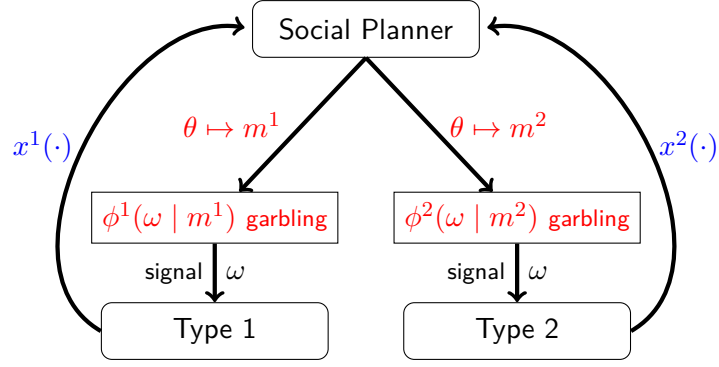 Social Planner
θ ↦ m¹
θ ↦ m²
x¹(·)
x²(·)
ϕ¹(ω | m¹) garbling
ϕ²(ω | m²) garbling
signal ω
signal ω
Type 1
Type 2